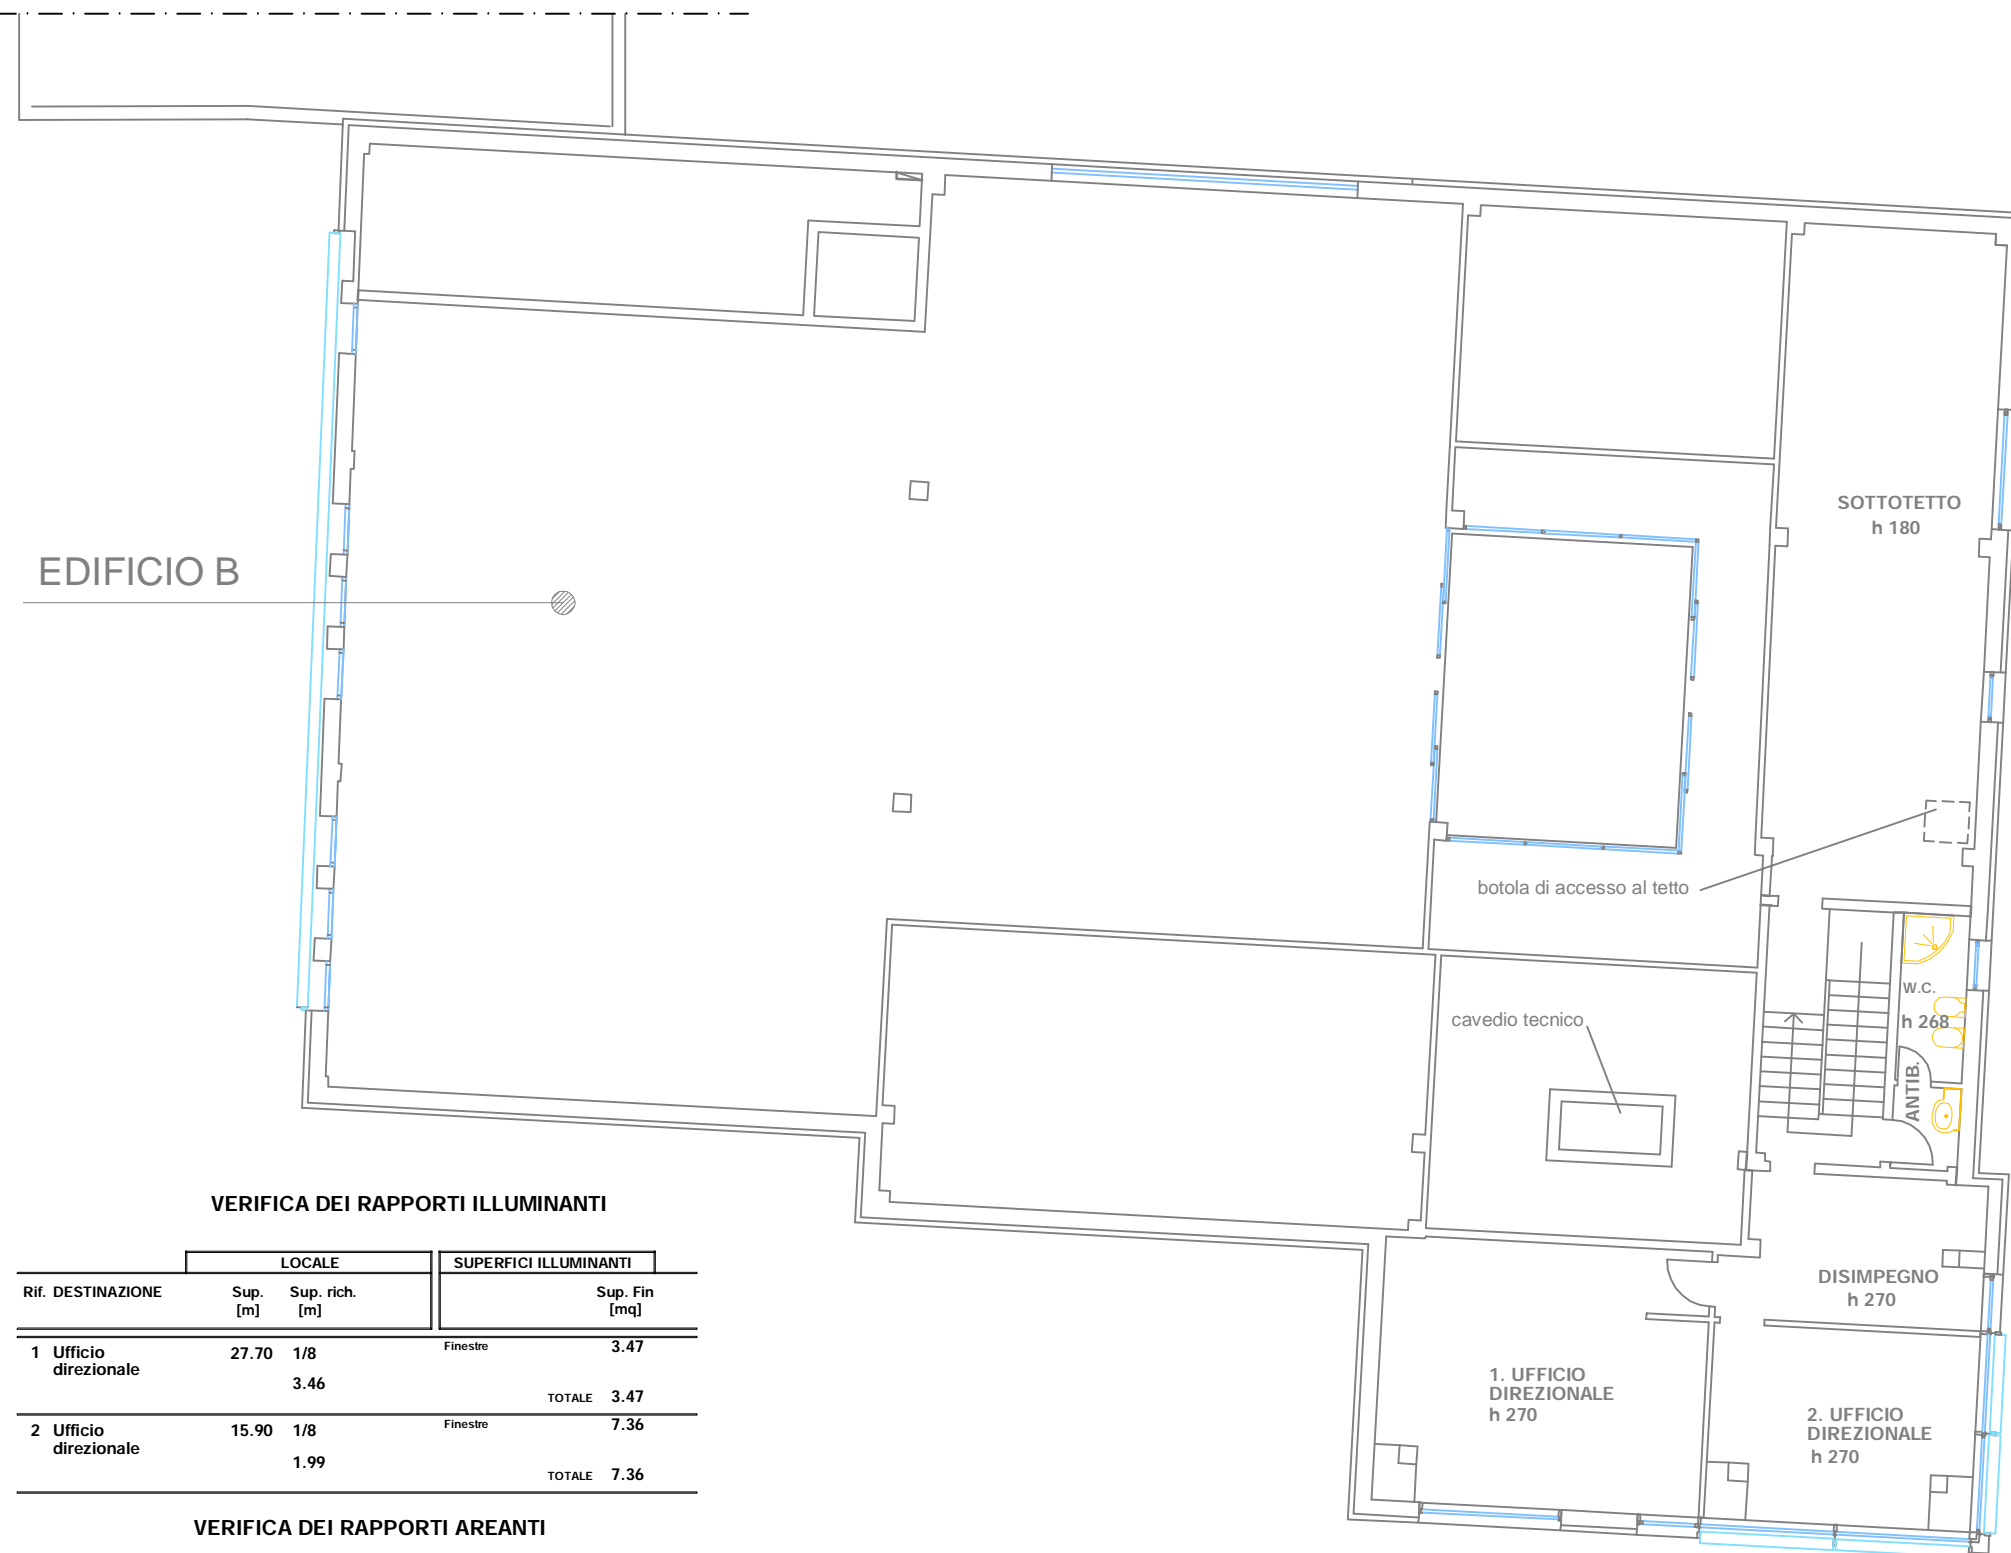 SOTTOTETTO
h 180
EDIFICIO B
botola di accesso al tetto
W.C.
h 268
cavedio tecnico
ANTIB.
DISIMPEGNO
h 270
1. UFFICIO
DIREZIONALE
h 270
2. UFFICIO
DIREZIONALE
h 270
VERIFICA DEI RAPPORTI ILLUMINANTI
LOCALE SUPERFICI ILLUMINANTI
Rif. DESTINAZIONE Sup. Sup. rich. Sup. Fin
[m] [m] [mq]
1 Ufficio 27.70 1/8 Finestre 3.47
direzionale
3.46
TOTALE 3.47
2 Ufficio 15.90 1/8 Finestre 7.36
direzionale
1.99
TOTALE 7.36
VERIFICA DEI RAPPORTI AREANTI